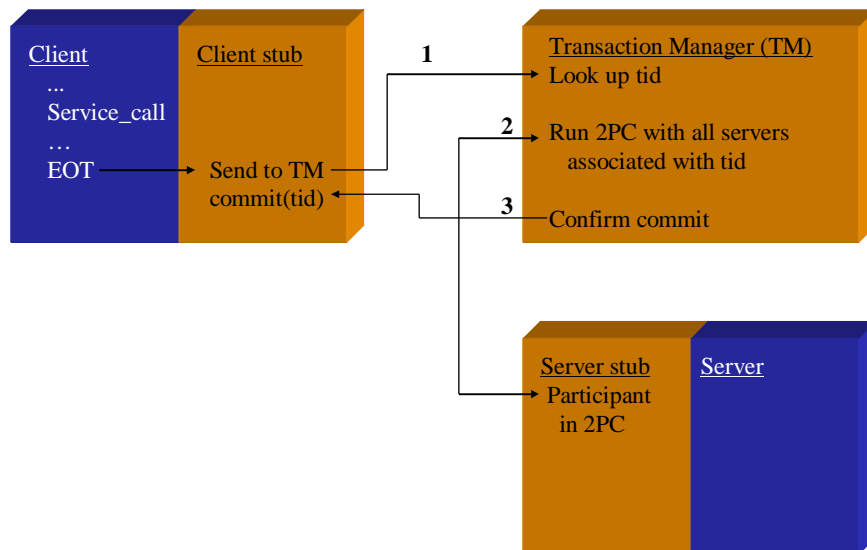 Client
...
Service_call
…
EOT
Client stub
Send to TM
commit(tid)
1
Transaction Manager (TM)
Look up tid
2
Run 2PC with all servers
associated with tid
3
Confirm commit
Server stub
Participant
in 2PC
Server